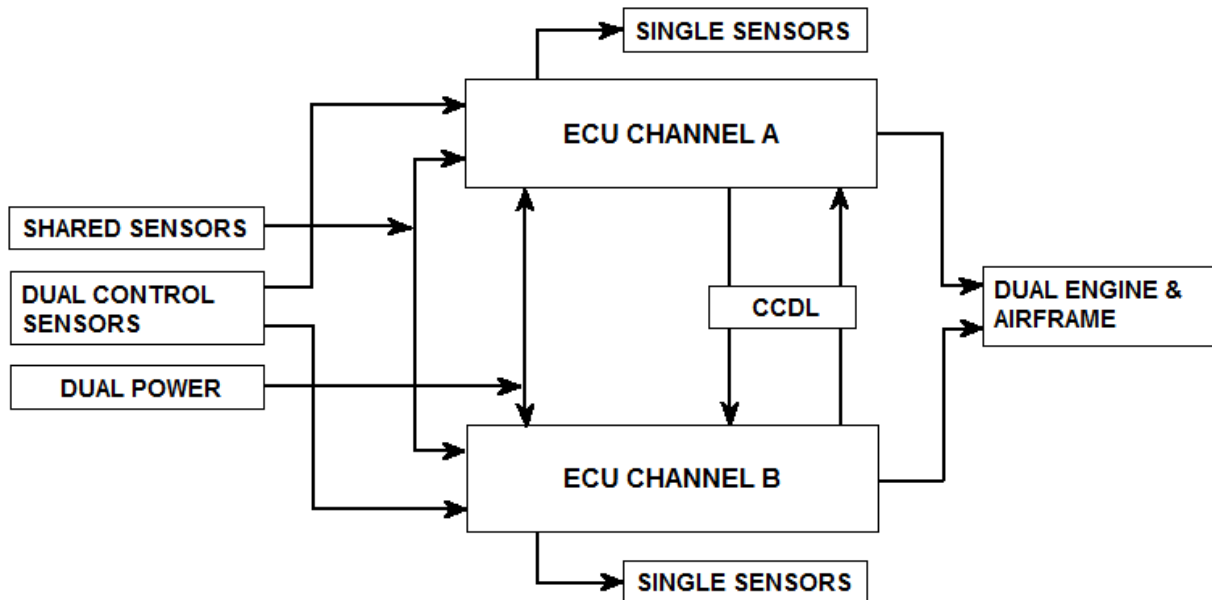 SINGLE SENSORS
ECU CHANNEL A
SHARED SENSORS
DUAL CONTROL
SENSORS
CCDL
DUAL ENGINE &
AIRFRAME
DUAL POWER
ECU CHANNEL B
SINGLE SENSORS